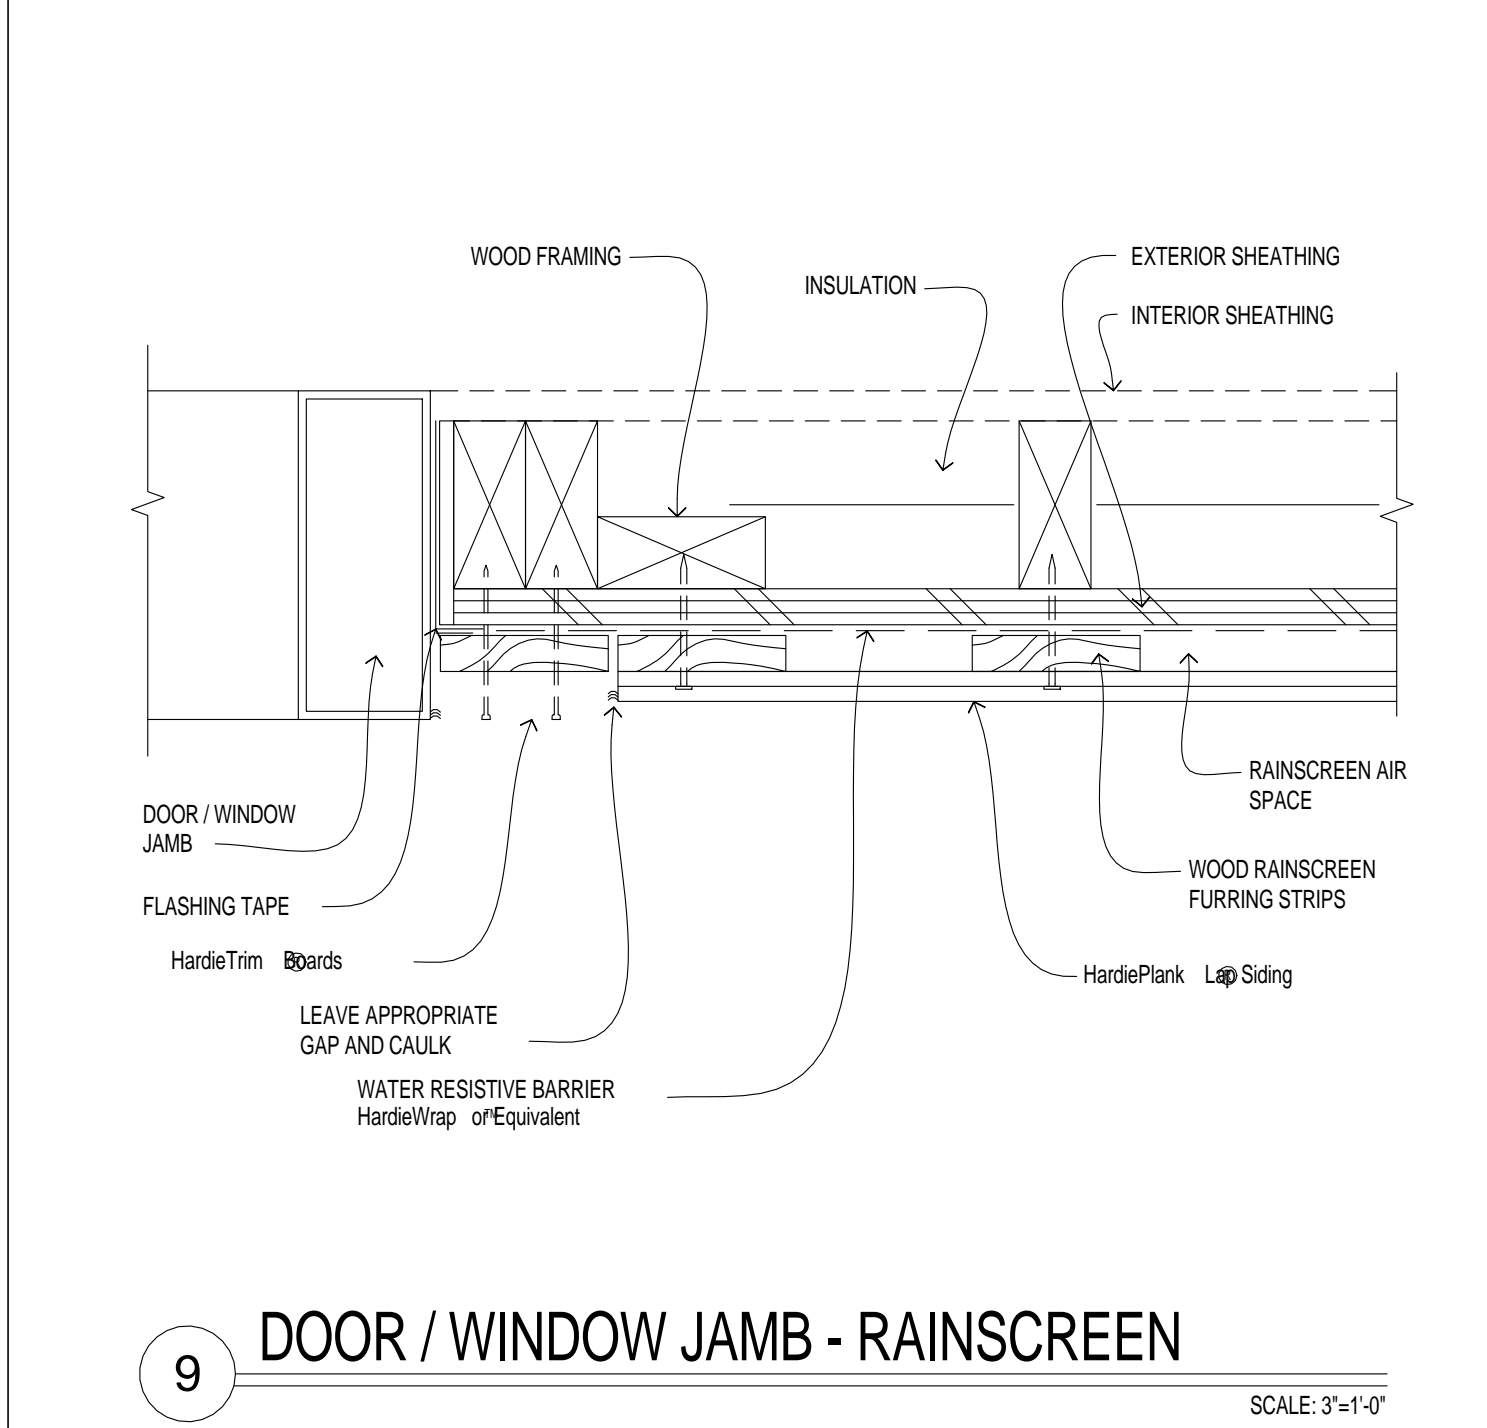 WOOD FRAMING
INSULATION
EXTERIOR SHEATHING
INTERIOR SHEATHING
DOOR / WINDOW
JAMB
FLASHING TAPE
HardieTrim® Boards
LEAVE APPROPRIATE
GAP AND CAULK
WATER RESISTIVE BARRIER
HardieWrap™ or Equivalent
RAINSCREEN AIR
SPACE
WOOD RAINSCREEN
FURRING STRIPS
HardiePlank® Lap Siding
9
DOOR / WINDOW JAMB - RAINSCREEN
SCALE: 3"=1'-0"